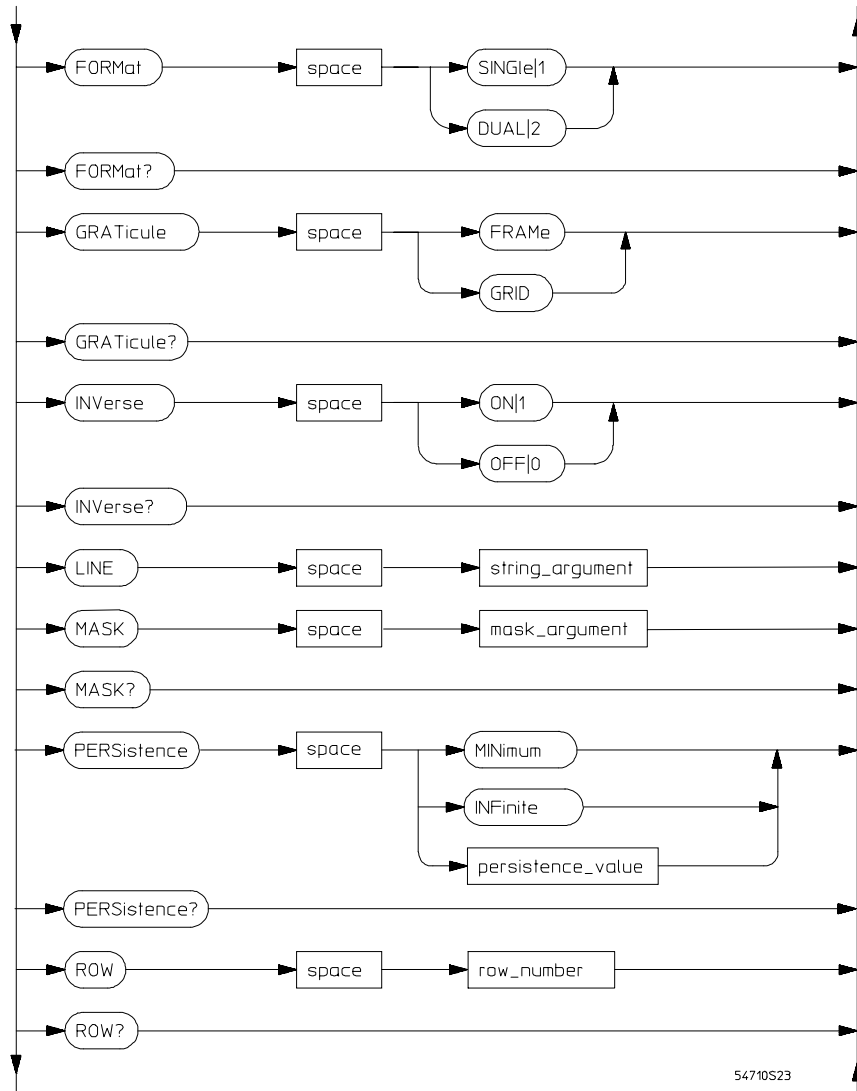 FORMat space SINGle|1
DUAL|2
FORMat?
GRATicule space FRAMe
GRID
GRATicule?
INVerse space ON|1
OFF|0
INVerse?
LINE space string_argument
MASK space mask_argument
MASK?
PERSistence space MINimum
INFinite
persistence_value
PERSistence?
ROW space row_number
ROW?
54710S23